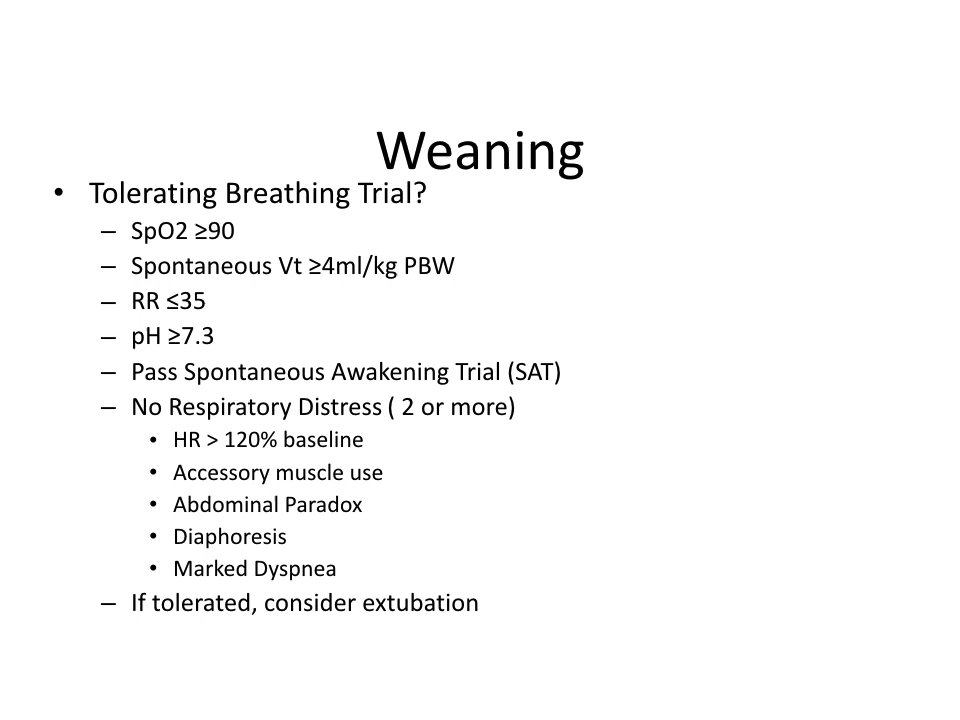 Weaning
• Tolerating Breathing Trial?
– SpO2 ≥90
– Spontaneous Vt ≥4ml/kg PBW
– RR ≤35
– pH ≥7.3
– Pass Spontaneous Awakening Trial (SAT)
– No Respiratory Distress ( 2 or more)
• HR > 120% baseline
• Accessory muscle use
• Abdominal Paradox
• Diaphoresis
• Marked Dyspnea
– If tolerated, consider extubation